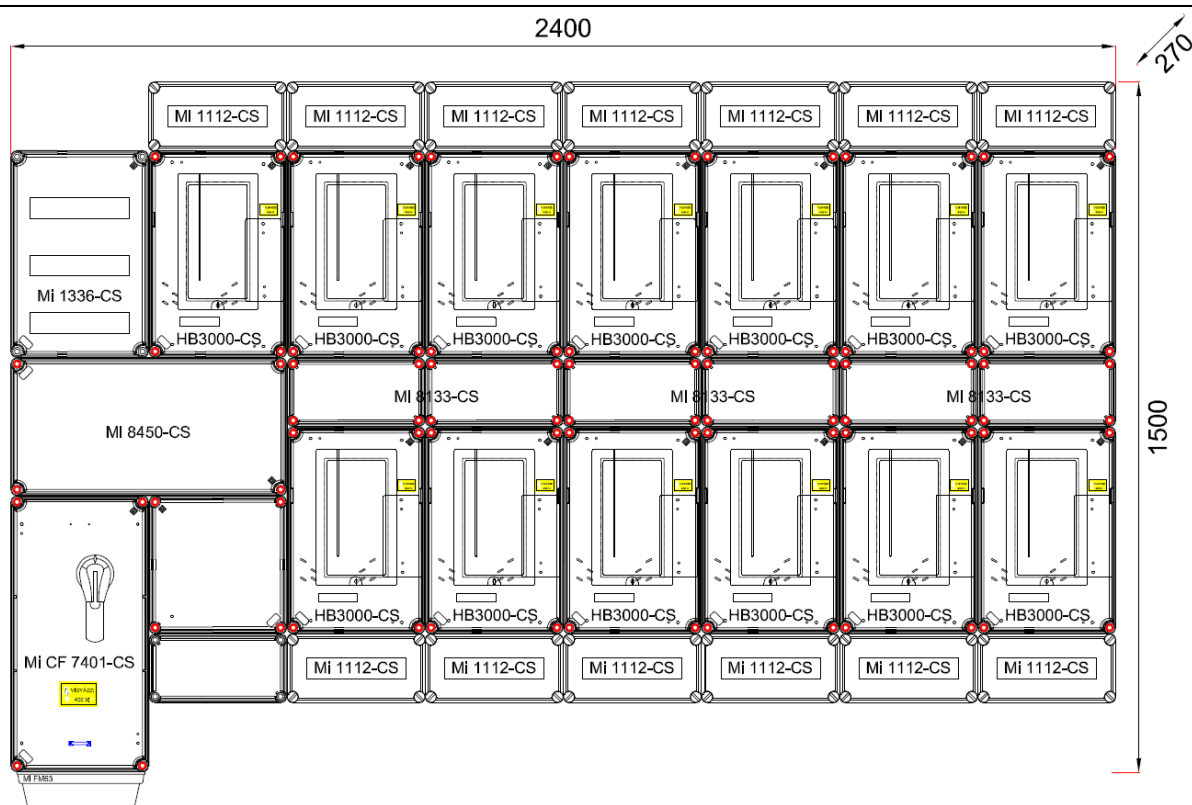 2400
270
MI 1112-CS MI 1112-CS MI 1112-CS MI 1112-CS MI 1112-CS MI 1112-CS MI 1112-CS
Mi 1336-CS
HB3000-CS HB3000-CS HB3000-CS HB3000-CS HB3000-CS HB3000-CS HB3000-CS
MI 8133-CS MI 8133-CS MI 8133-CS
MI 8450-CS
1500
HB3000-CS HB3000-CS HB3000-CS HB3000-CS HB3000-CS HB3000-CS
Mi CF 7401-CS
Mi 1112-CS Mi 1112-CS Mi 1112-CS Mi 1112-CS Mi 1112-CS Mi 1112-CS
MI FM63